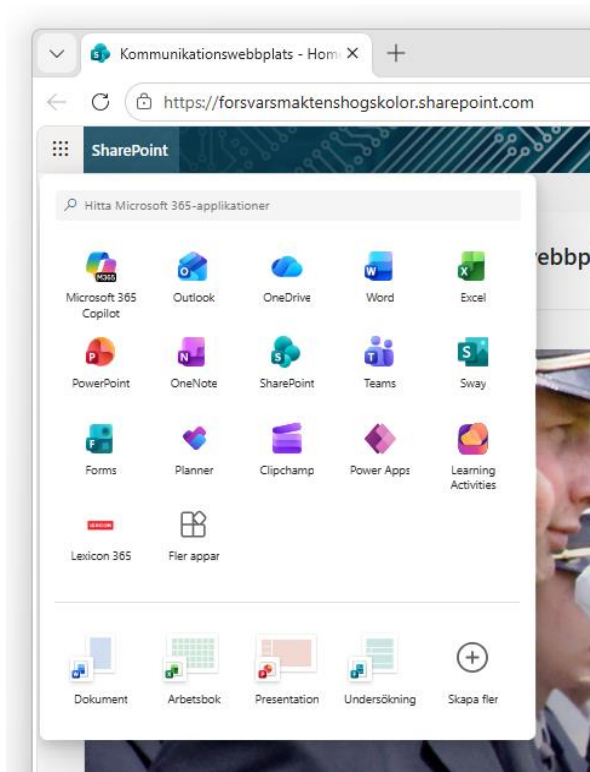 Kommunikationswebbplats - Hom
https://forsvarsmaktenshogskolor.sharepoint.com
SharePoint
Hitta Microsoft 365-applikationer
ebbp
M365
Microsoft 365 Copilot
Outlook
OneDrive
Word
Excel
PowerPoint
OneNote
SharePoint
Teams
Sway
Forms
Planner
Clipchamp
Power Apps
Learning Activities
LEXICON
Lexicon 365
Fler appar
Dokument
Arbetsbok
Presentation
Undersökning
Skapa fler